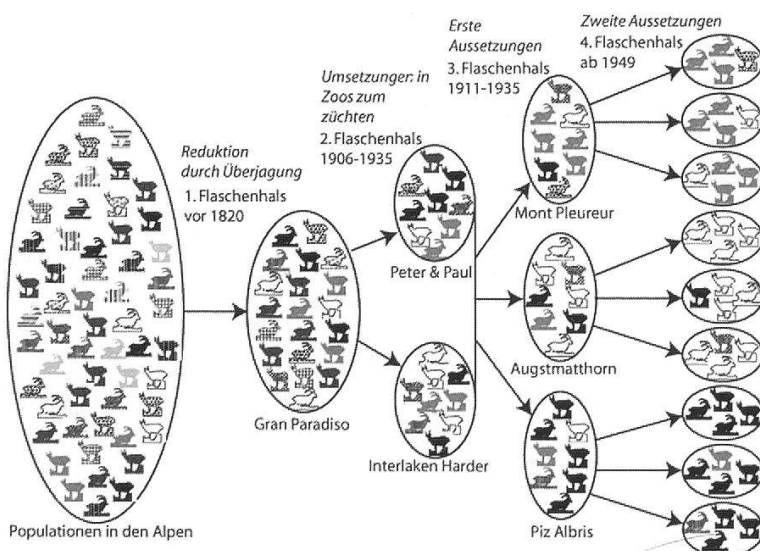 Erste
Aussetzungen
3. Flaschenhals
1911-1935
Zweite Aussetzungen
4. Flaschenhals
ab 1949
Umsetzunger: in
Zoos zum
züchten
2. Flaschenhals
1906-1935
Reduktion
durch Überjagung
1. Flaschenhals
vor 1820
Mont Pleureur
Peter & Paul
Augstmatthorn
Gran Paradiso
Interlaken Harder
Piz Albris
Populationen in den Alpen